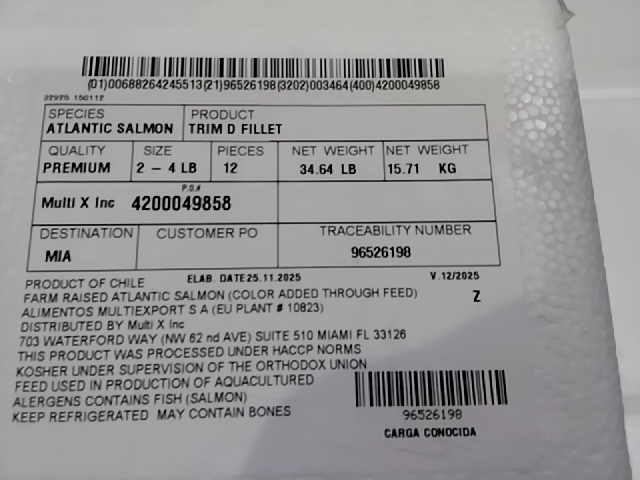 (01)00688264245513(21)96526198(3202)003464(400)4200049858
SPECIES PRODUCT
ATLANTIC SALMON TRIM D FILLET
QUALITY SIZE PIECES NET WEIGHT NET WEIGHT
PREMIUM 2 - 4 LB 12 34.64 LB 15.71 KG
P.O.#
Multi X Inc 4200049858
DESTINATION CUSTOMER PO TRACEABILITY NUMBER
MIA 96526198
PRODUCT OF CHILE ELAB. DATE 25.11.2025 V.12/2025
FARM RAISED ATLANTIC SALMON (COLOR ADDED THROUGH FEED) Z
ALIMENTOS MULTIEXPORT S A (EU PLANT # 10823)
DISTRIBUTED BY Multi X Inc
703 WATERFORD WAY (NW 62 nd AVE) SUITE 510 MIAMI FL 33126
THIS PRODUCT WAS PROCESSED UNDER HACCP NORMS
KOSHER UNDER SUPERVISION OF THE ORTHODOX UNION
FEED USED IN PRODUCTION OF AQUACULTURED
ALERGENS CONTAINS FISH (SALMON)
KEEP REFRIGERATED MAY CONTAIN BONES
96526198
CARGA CONOCIDA